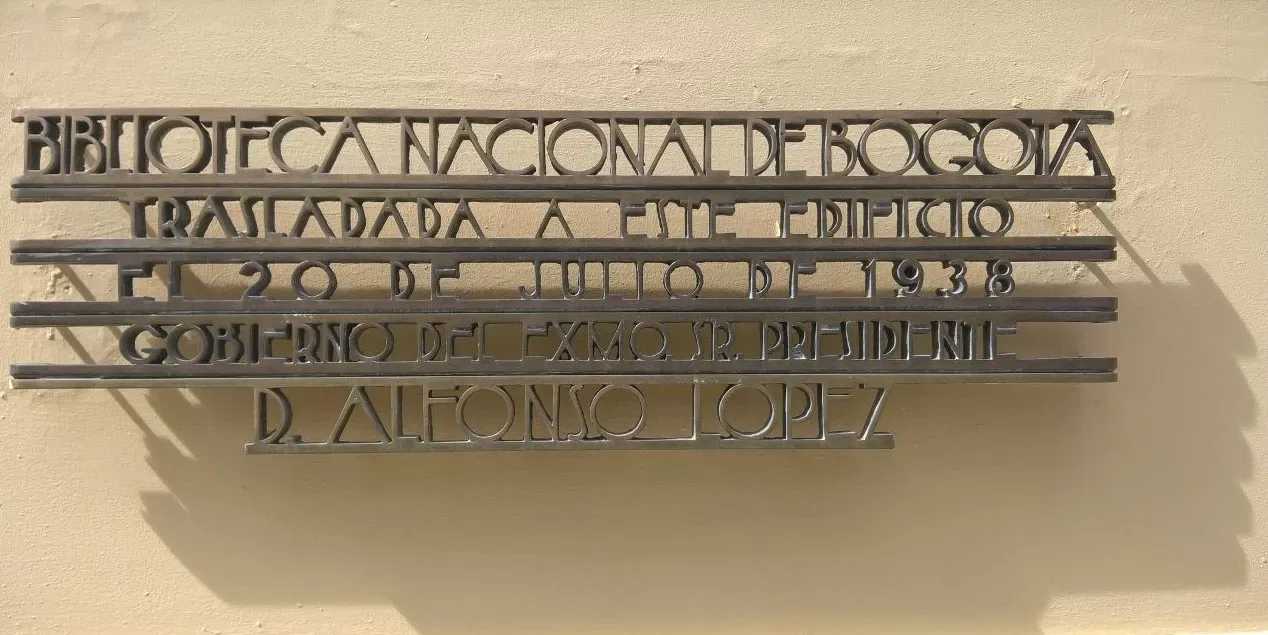 BIBLIOTECA NACIONAL DE BOGOTA
TRASLADADA A ESTE EDIFICIO
EL 20 DE JULIO DE 1938
GOBIERNO DEL EXMO. SR. PRESIDENTE
D. ALFONSO LOPEZ